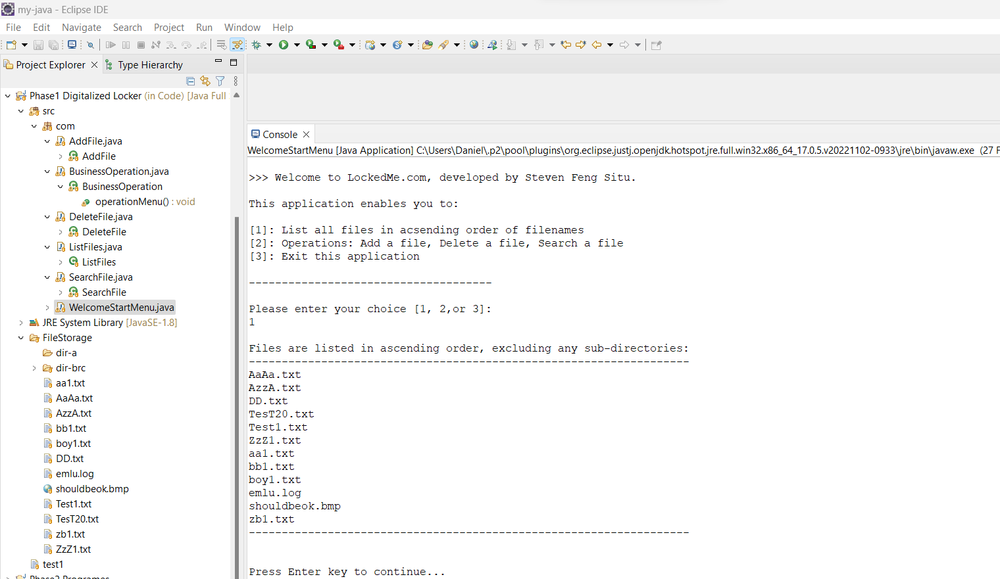 my-java - Eclipse IDE
File Edit Navigate Search Project Run Window Help
Project Explorer Type Hierarchy
Phase1 Digitalized Locker (in Code) [Java Full
src
com
AddFile.java
AddFile
BusinessOperation.java
BusinessOperation
operationMenu() : void
DeleteFile.java
DeleteFile
ListFiles.java
ListFiles
SearchFile.java
SearchFile
WelcomeStartMenu.java
JRE System Library [JavaSE-1.8]
FileStorage
dir-a
dir-brc
aa1.txt
AaAa.txt
AzzA.txt
bb1.txt
boy1.txt
DD.txt
emlu.log
shouldbeok.bmp
Test1.txt
TesT20.txt
zb1.txt
ZzZ1.txt
test1
Phase2 Programes
Console
WelcomeStartMenu [Java Application] C:\Users\Daniel\.p2\pool\plugins\org.eclipse.justj.openjdk.hotspot.jre.full.win32.x86_64_17.0.5.v20221102-0933\jre\bin\javaw.exe (27 F
>>> Welcome to LockedMe.com, developed by Steven Feng Situ.
This application enables you to:
[1]: List all files in acsending order of filenames
[2]: Operations: Add a file, Delete a file, Search a file
[3]: Exit this application
-------------------------------------
Please enter your choice [1, 2,or 3]:
1
Files are listed in ascending order, excluding any sub-directories:
-------------------------------------------------------------------
AaAa.txt
AzzA.txt
DD.txt
TesT20.txt
Test1.txt
ZzZ1.txt
aa1.txt
bb1.txt
boy1.txt
emlu.log
shouldbeok.bmp
zb1.txt
-------------------------------------------------------------------
Press Enter key to continue...